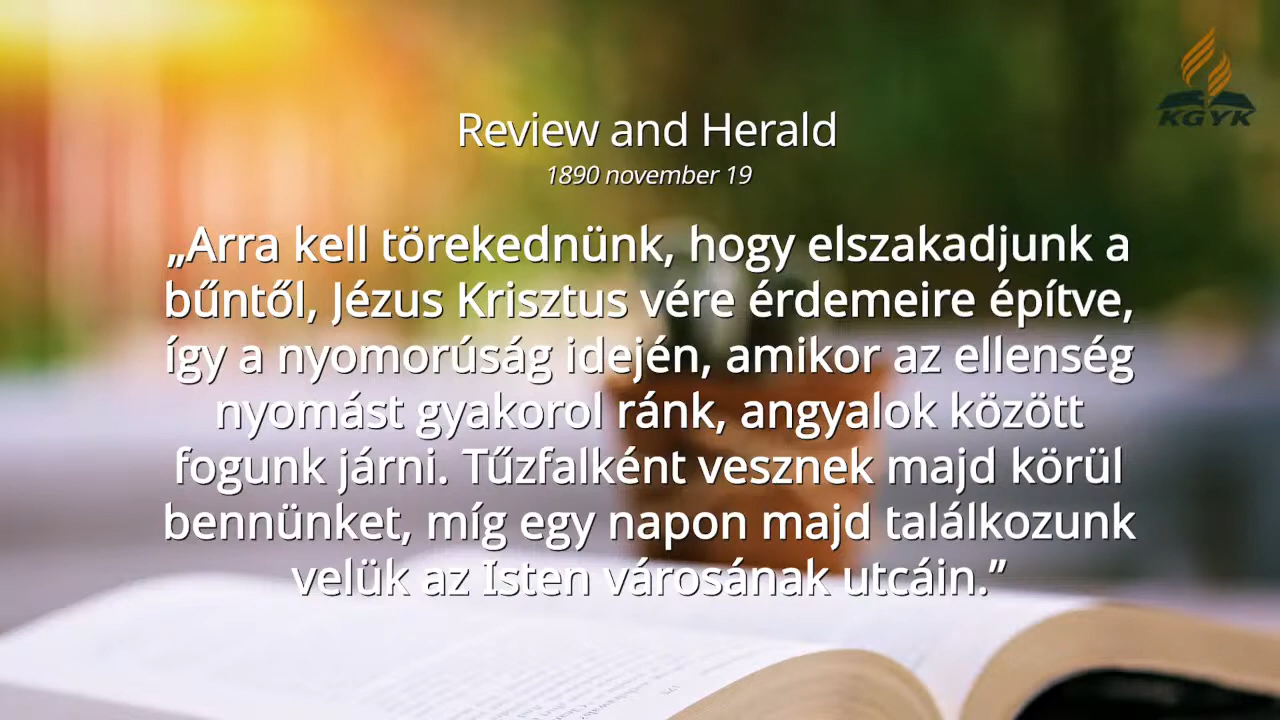 KGYK
Review and Herald
1890 november 19
„Arra kell törekednünk, hogy elszakadjunk a
bűntől, Jézus Krisztus vére érdemeire építve,
így a nyomorúság idején, amikor az ellenség
nyomást gyakorol ránk, angyalok között
fogunk járni. Tűzfalként vesznek majd körül
bennünket, míg egy napon majd találkozunk
velük az Isten városának utcáin.”